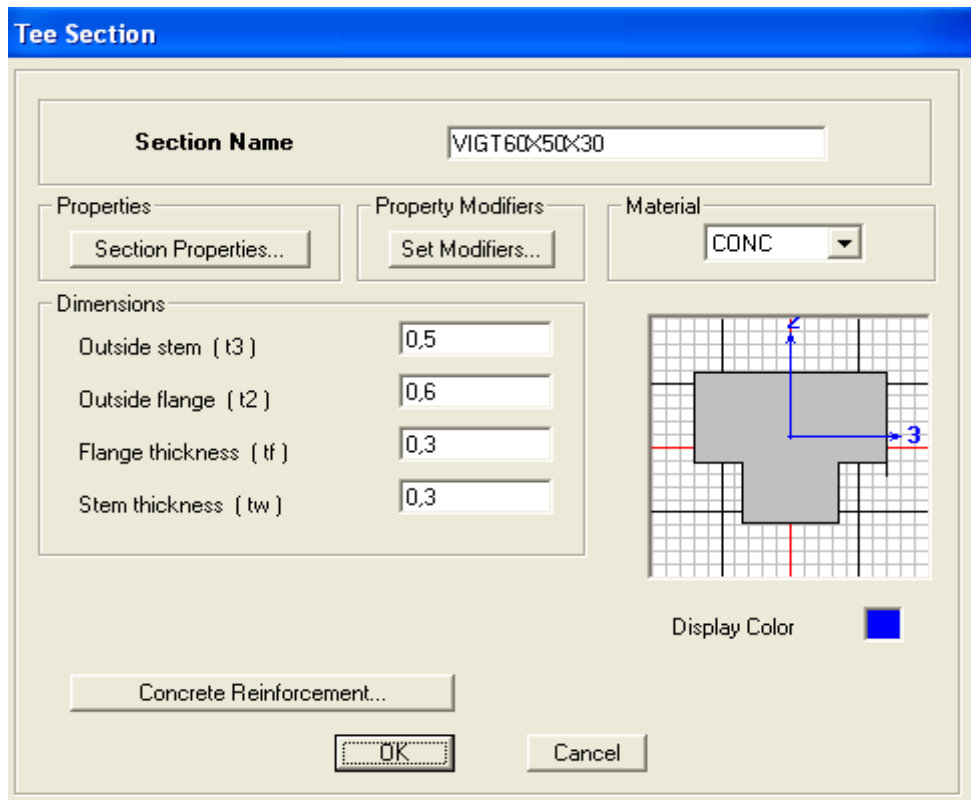 Tee Section
Section Name VIGT60X50X30
Properties Property Modifiers Material
Section Properties... Set Modifiers... CONC
Dimensions
Outside stem ( t3 ) 0,5
Outside flange ( t2 ) 0,6
Flange thickness ( tf ) 0,3
Stem thickness ( tw ) 0,3
2
3
Display Color
Concrete Reinforcement...
OK Cancel